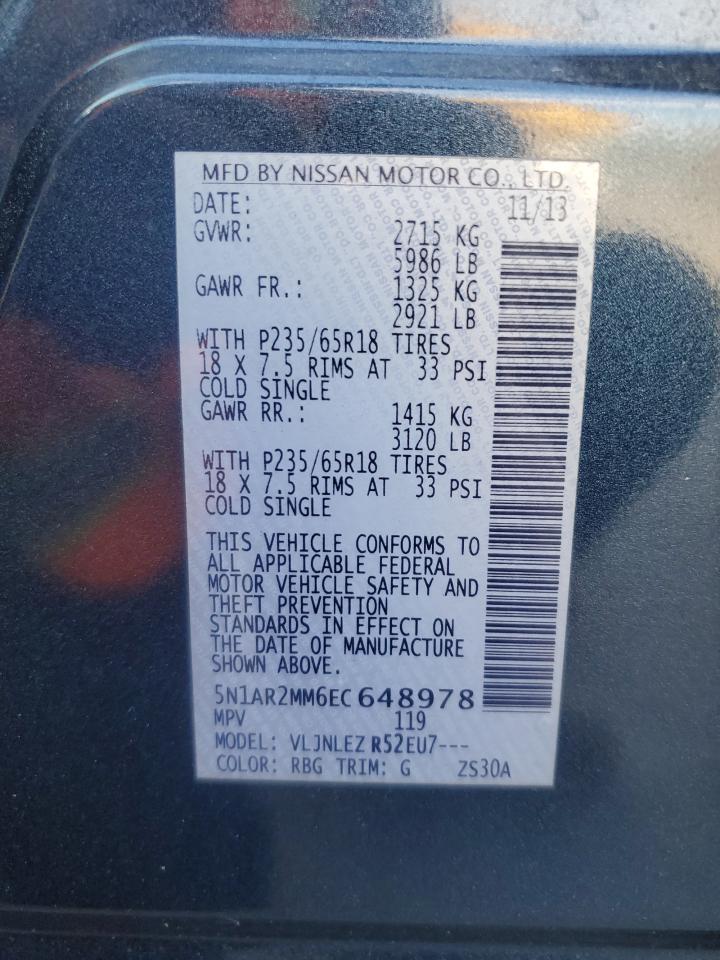 MFD BY NISSAN MOTOR CO., LTD.
DATE: 11/13
GVWR: 2715 KG
5986 LB
GAWR FR.: 1325 KG
2921 LB
WITH P235/65R18 TIRES
18 X 7.5 RIMS AT 33 PSI
COLD SINGLE
GAWR RR.: 1415 KG
3120 LB
WITH P235/65R18 TIRES
18 X 7.5 RIMS AT 33 PSI
COLD SINGLE
THIS VEHICLE CONFORMS TO
ALL APPLICABLE FEDERAL
MOTOR VEHICLE SAFETY AND
THEFT PREVENTION
STANDARDS IN EFFECT ON
THE DATE OF MANUFACTURE
SHOWN ABOVE.
5N1AR2MM6EC648978
MPV 119
MODEL: VLJNLEZ R52EU7---
COLOR: RBG TRIM: G ZS30A